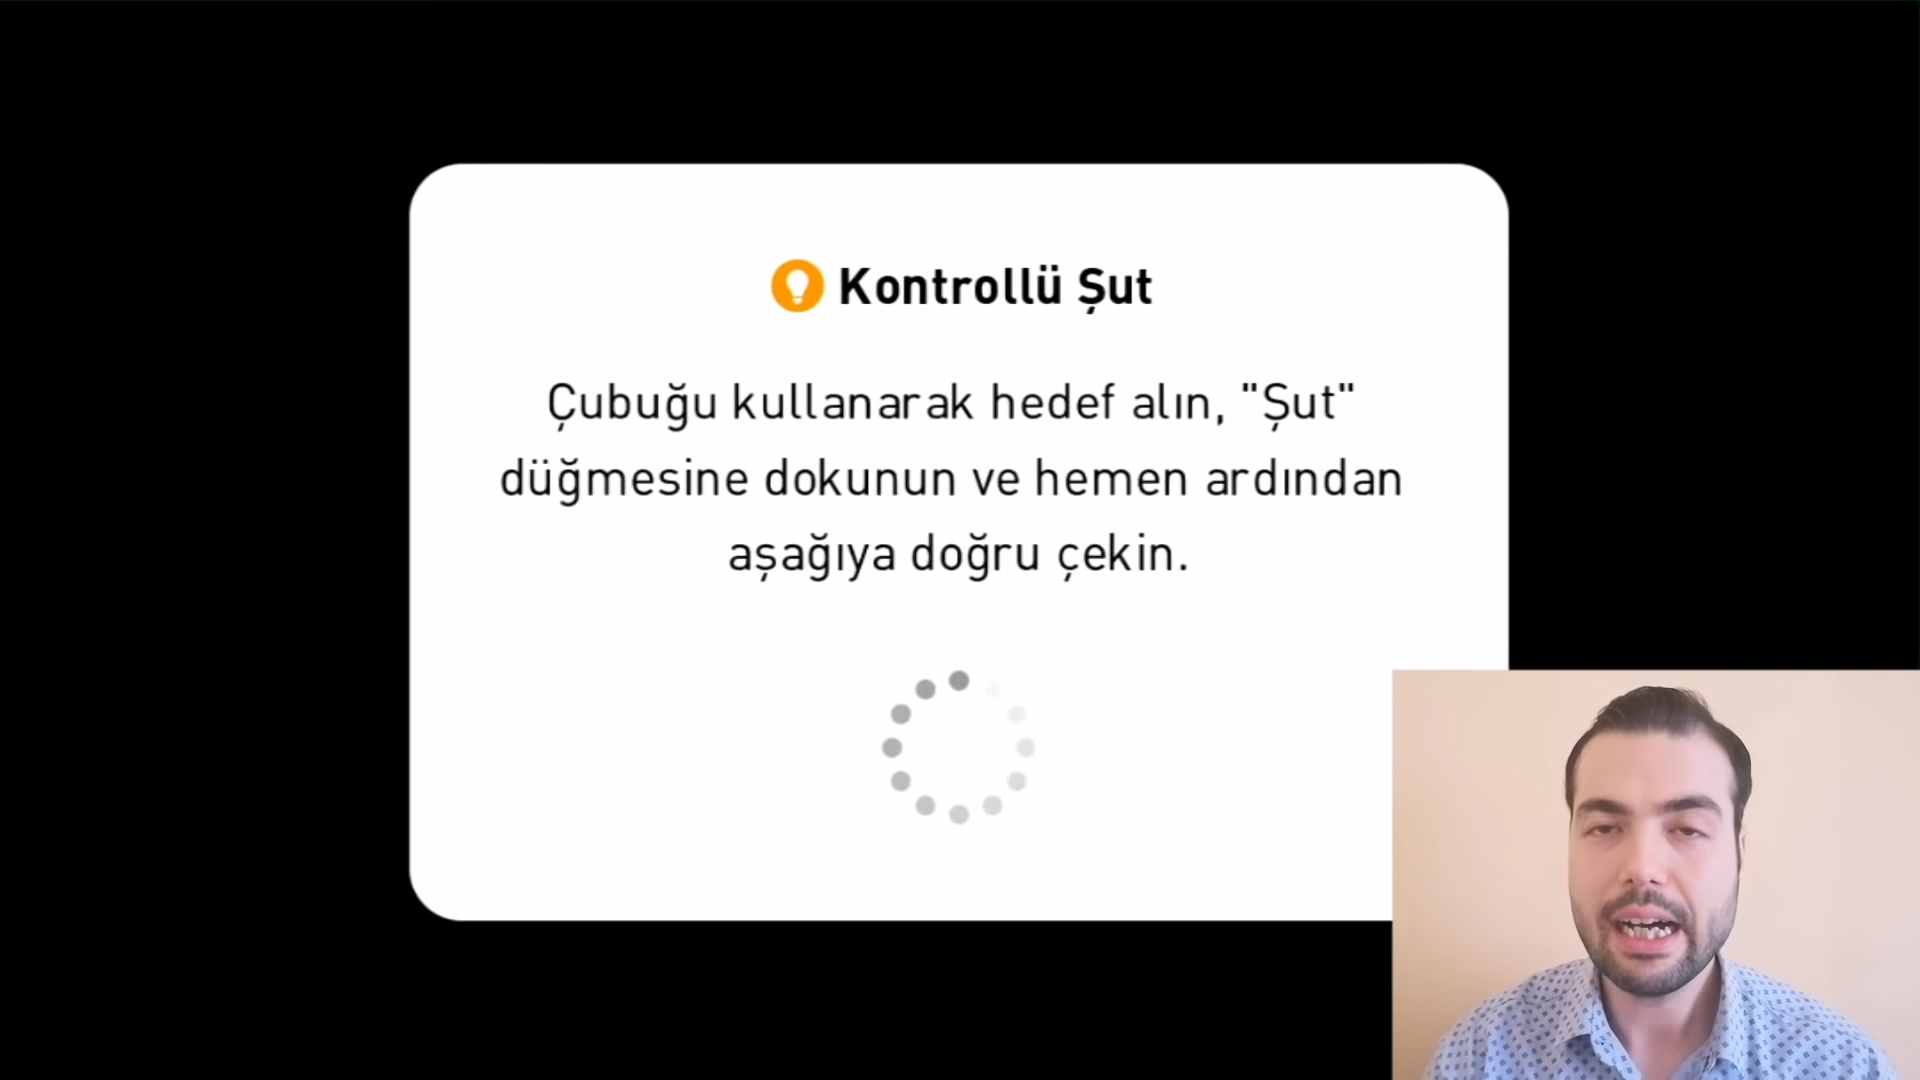 Kontrollü Şut
Çubuğu kullanarak hedef alın, "Şut"
düğmesine dokunun ve hemen ardından
aşağıya doğru çekin.